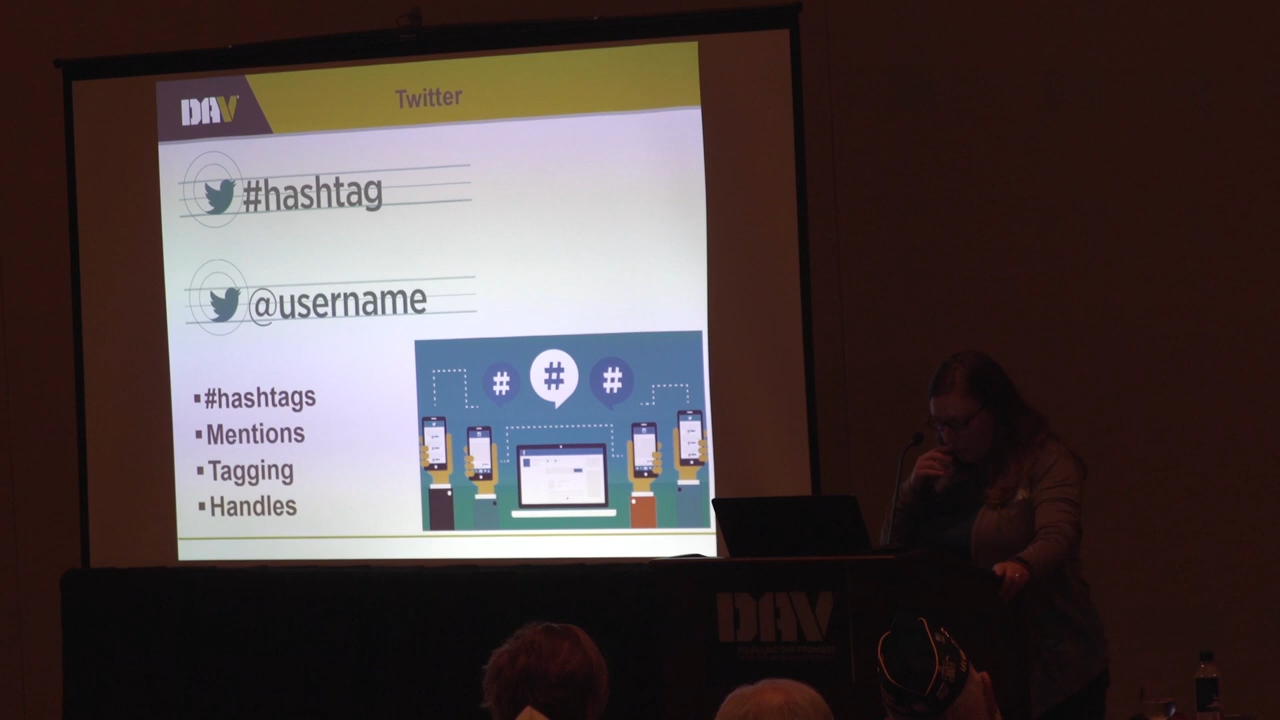 DAV
Twitter
#hashtag
@username
# # #
▪#hashtags
▪Mentions
▪Tagging
▪Handles
DAV